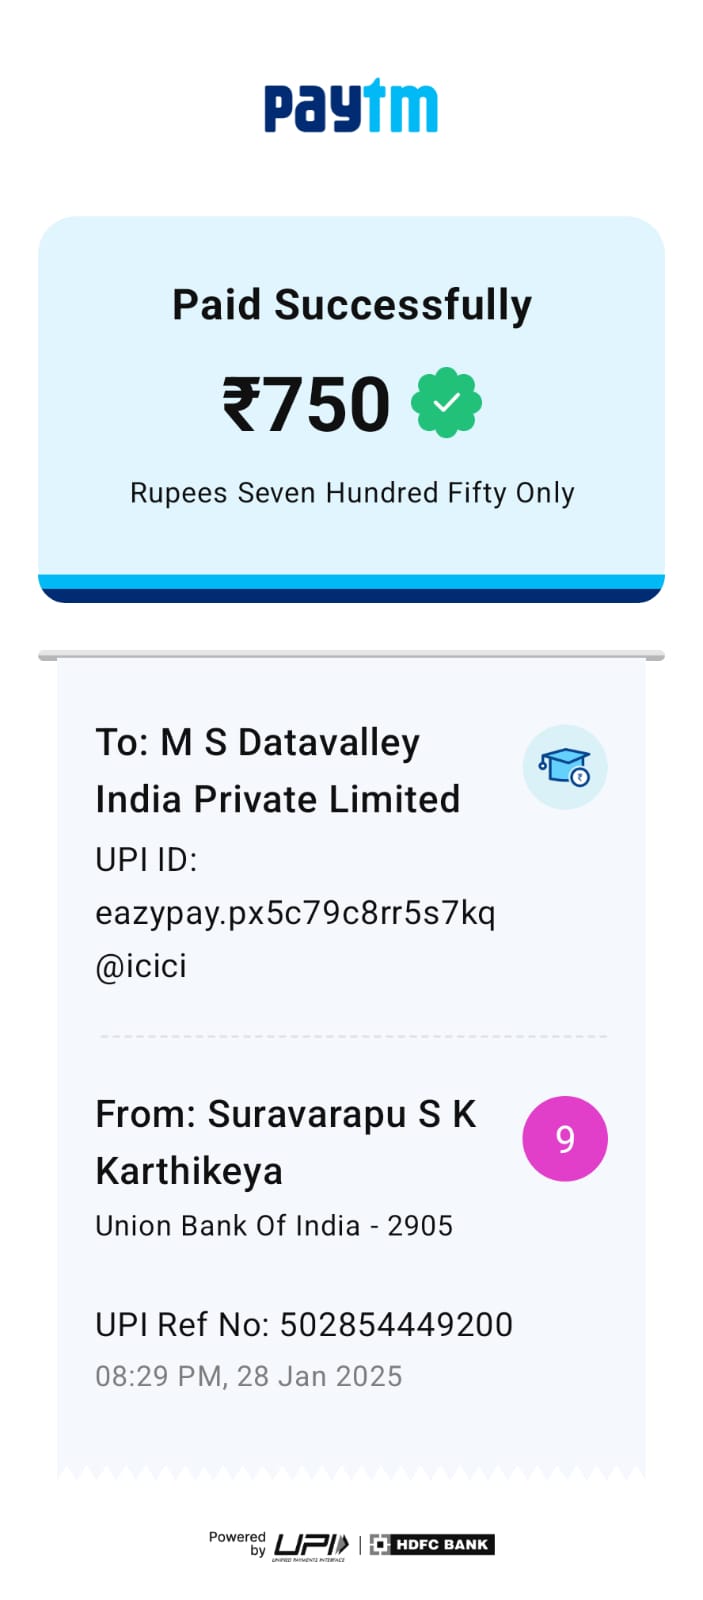 paytm
Paid Successfully
₹750
Rupees Seven Hundred Fifty Only
To: M S Datavalley
India Private Limited
UPI ID:
eazypay.px5c79c8rr5s7kq
@icici
₹
From: Suravarapu S K
Karthikeya
9
Union Bank Of India - 2905
UPI Ref No: 502854449200
08:29 PM, 28 Jan 2025
Powered
by
UPI
UNIFIED PAYMENTS INTERFACE
HDFC BANK